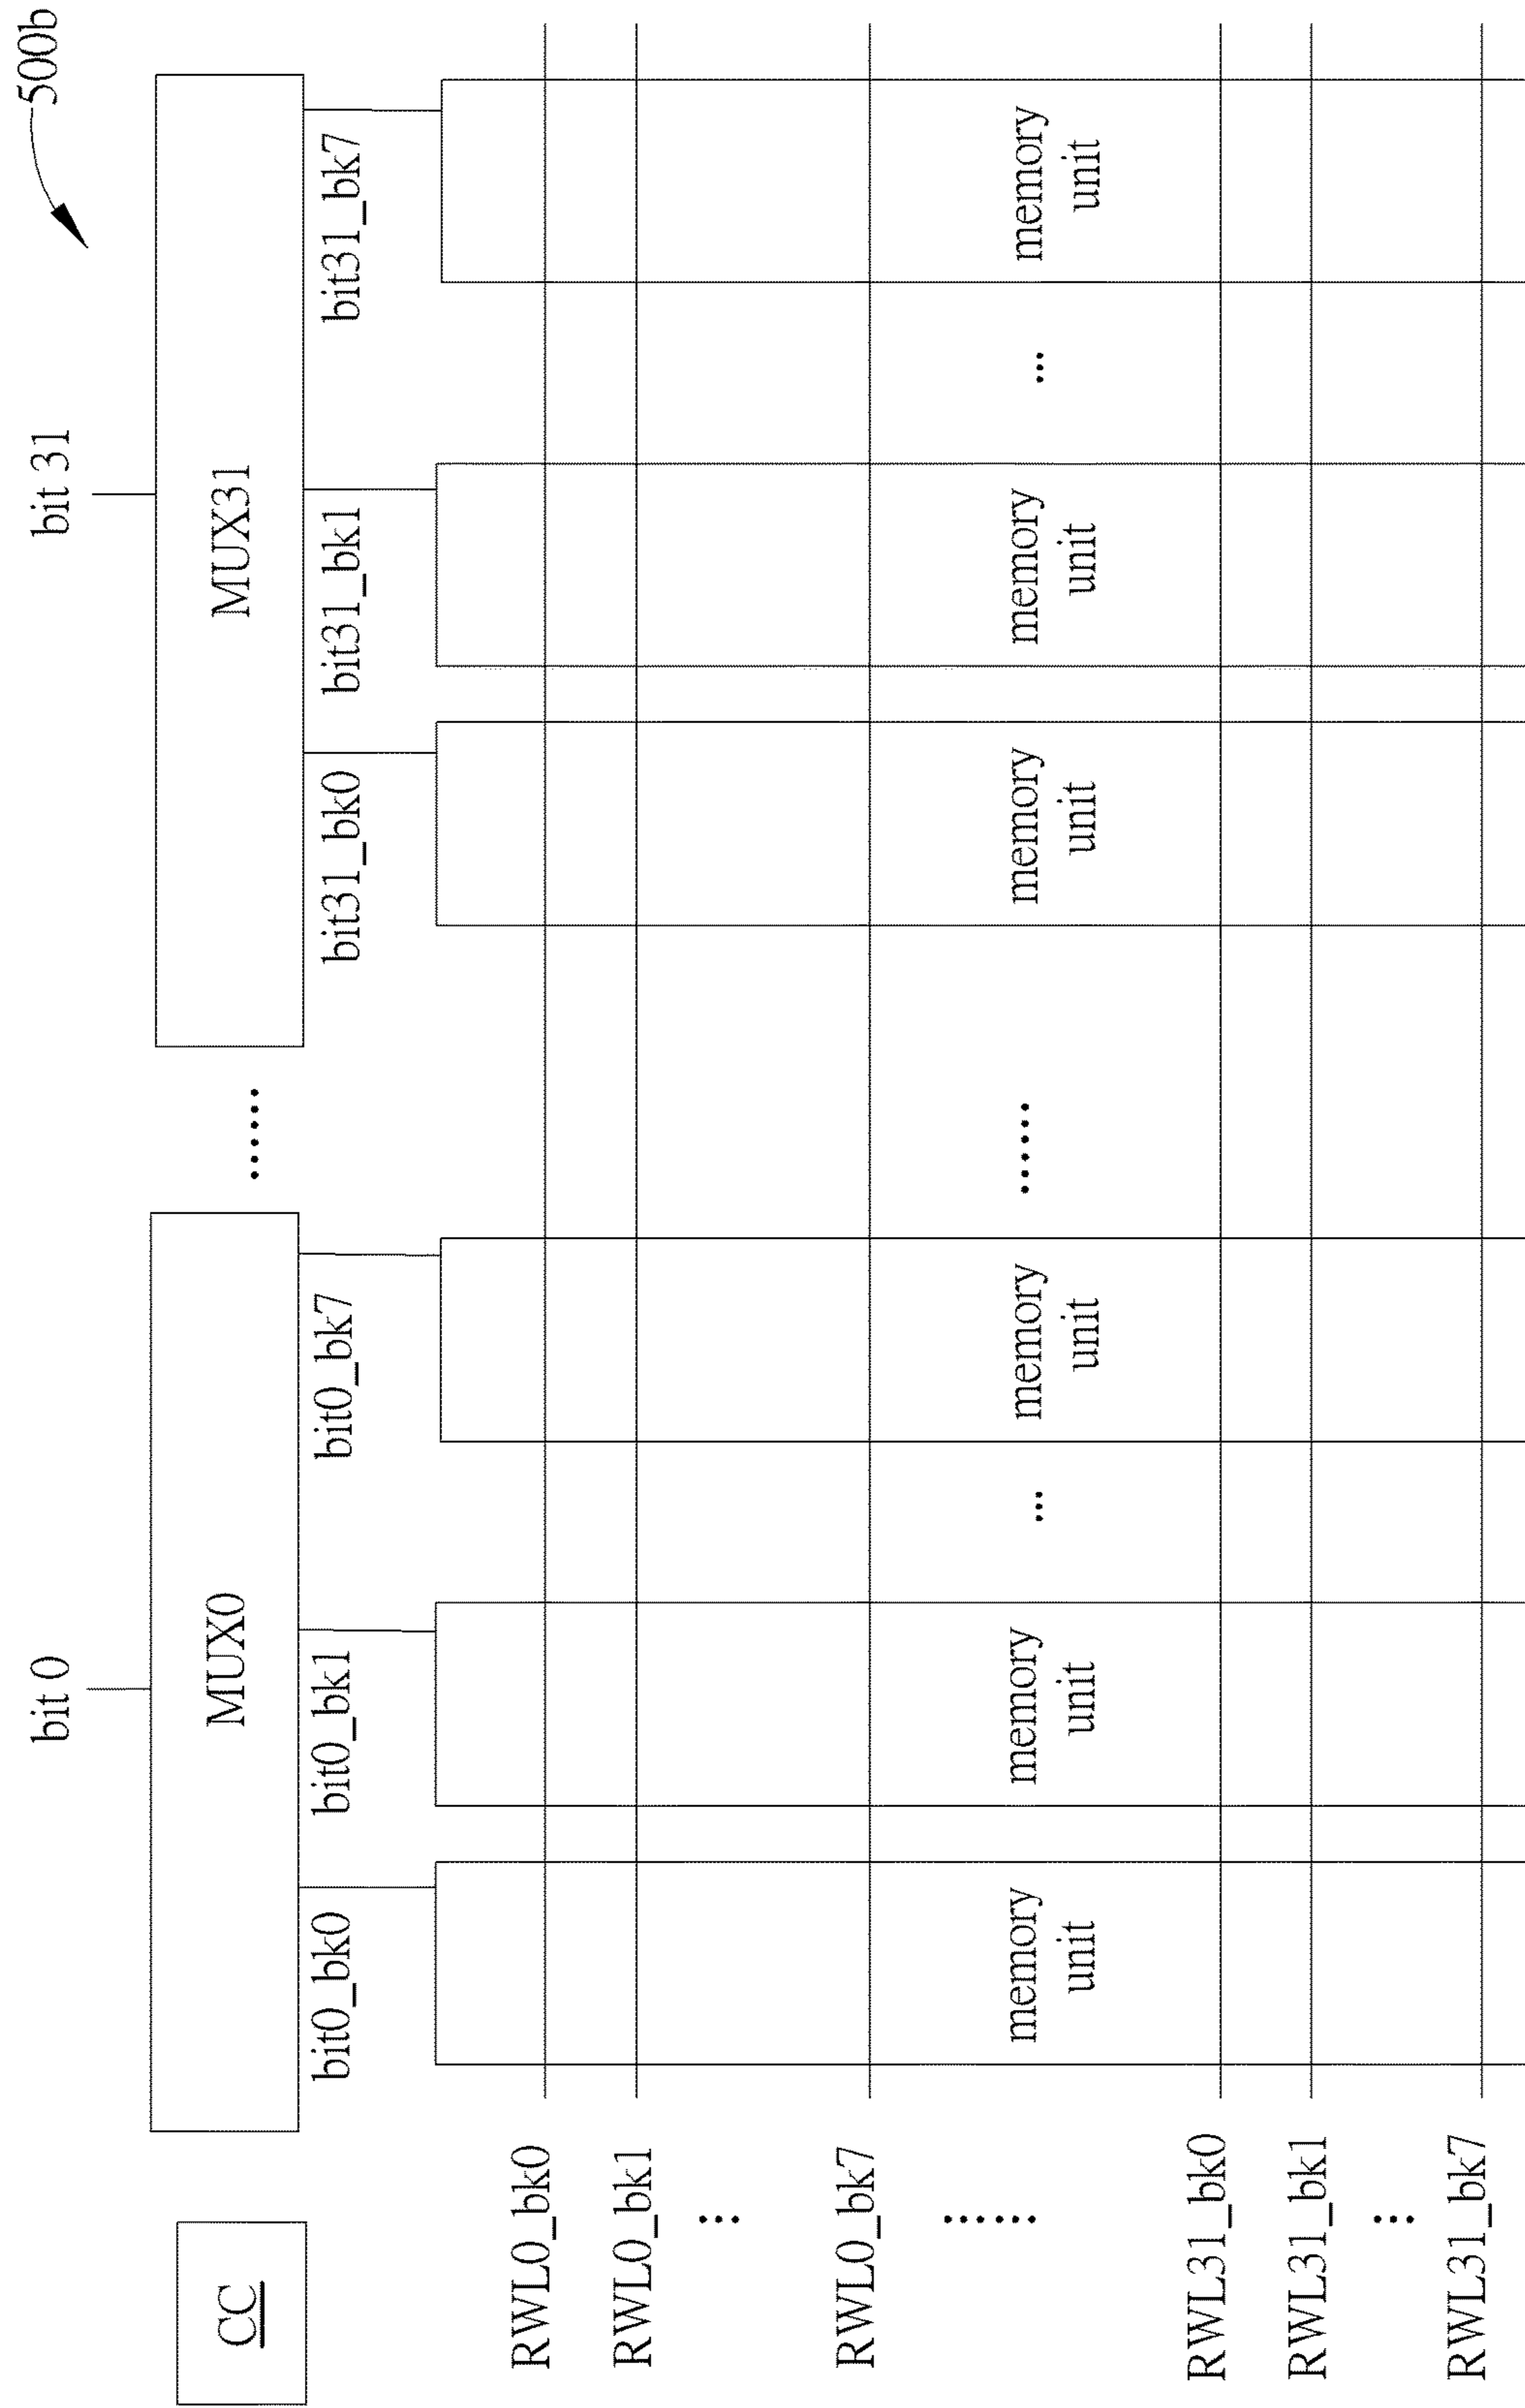 500b
bit 0
bit 31
CC
MUX0
......
MUX31
bit0_bk0
bit0_bk1
bit0_bk7
bit31_bk0
bit31_bk1
bit31_bk7
RWL0_bk0
RWL0_bk1
...
RWL0_bk7
......
memory
unit
memory
unit
...
memory
unit
......
memory
unit
memory
unit
...
memory
unit
RWL31_bk0
RWL31_bk1
...
RWL31_bk7